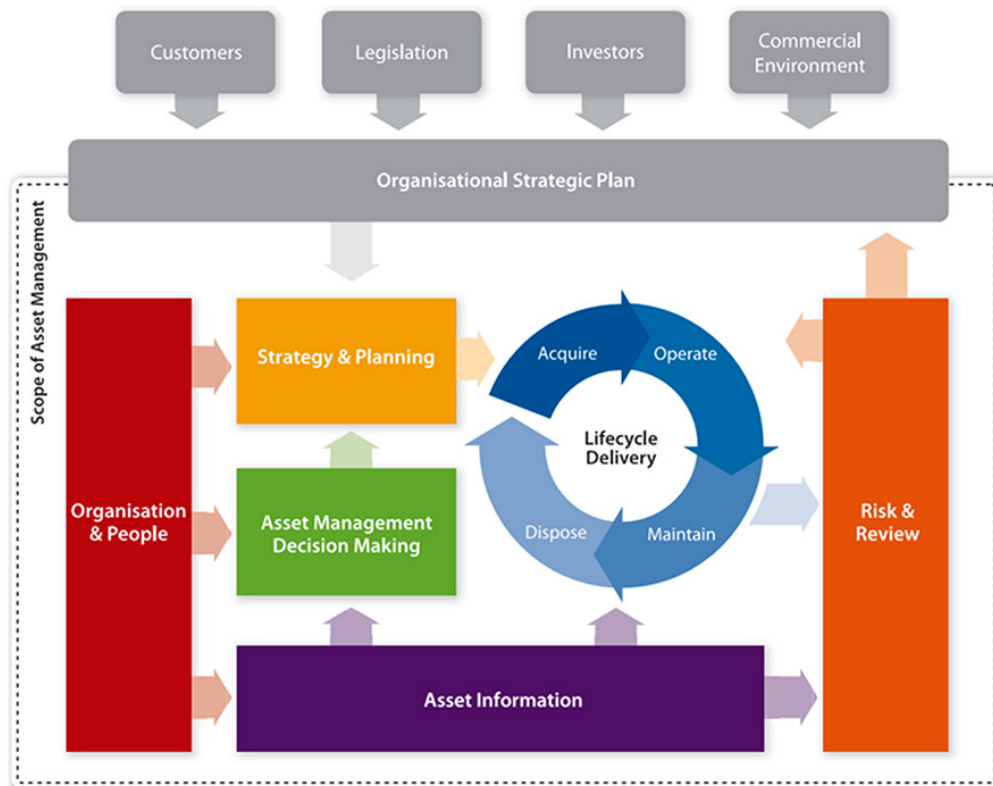 Customers
Legislation
Investors
Commercial
Environment
Organisational Strategic Plan
Scope of Asset Management
Strategy & Planning
Acquire
Operate
Lifecycle
Delivery
Organisation
& People
Asset Management
Decision Making
Dispose
Maintain
Risk &
Review
Asset Information